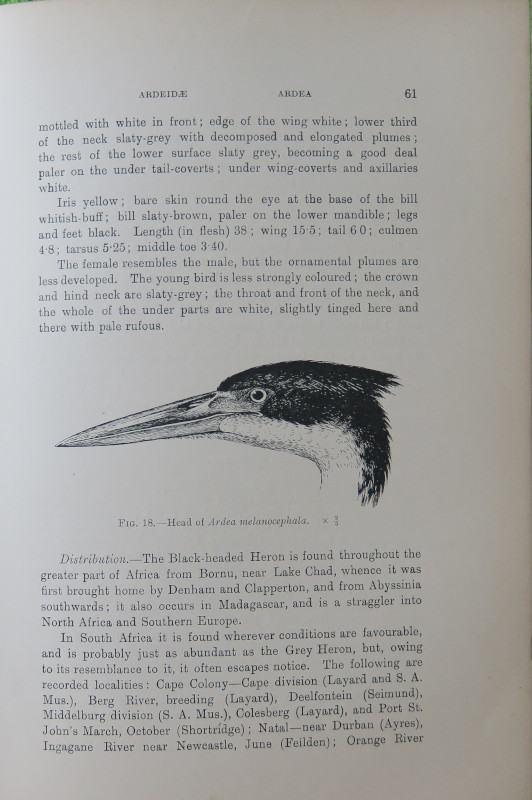 ARDEIDÆ ARDEA 61
mottled with white in front; edge of the wing white; lower third
of the neck slaty-grey with decomposed and elongated plumes;
the rest of the lower surface slaty grey, becoming a good deal
paler on the under tail-coverts; under wing-coverts and axillaries
white.
Iris yellow; bare skin round the eye at the base of the bill
whitish-buff; bill slaty-brown, paler on the lower mandible; legs
and feet black. Length (in flesh) 38; wing 15·5; tail 6 0; culmen
4·8; tarsus 5·25; middle toe 3·40.
The female resembles the male, but the ornamental plumes are
less developed. The young bird is less strongly coloured; the crown
and hind neck are slaty-grey; the throat and front of the neck, and
the whole of the under parts are white, slightly tinged here and
there with pale rufous.
FIG. 18.—Head of Ardea melanocephala. ×
Distribution.—The Black-headed Heron is found throughout the
greater part of Africa from Bornu, near Lake Chad, whence it was
first brought home by Denham and Clapperton, and from Abyssinia
southwards; it also occurs in Madagascar, and is a straggler into
North Africa and Southern Europe.
In South Africa it is found wherever conditions are favourable,
and is probably just as abundant as the Grey Heron, but, owing
to its resemblance to it, it often escapes notice. The following are
recorded localities: Cape Colony—Cape division (Layard and S. A.
Mus.), Berg River, breeding (Layard), Deelfontein (Seimund),
Middelburg division (S. A. Mus.), Colesberg (Layard), and Port St.
John's March, October (Shortridge); Natal—near Durban (Ayres),
Ingagane River near Newcastle, June (Feilden); Orange River